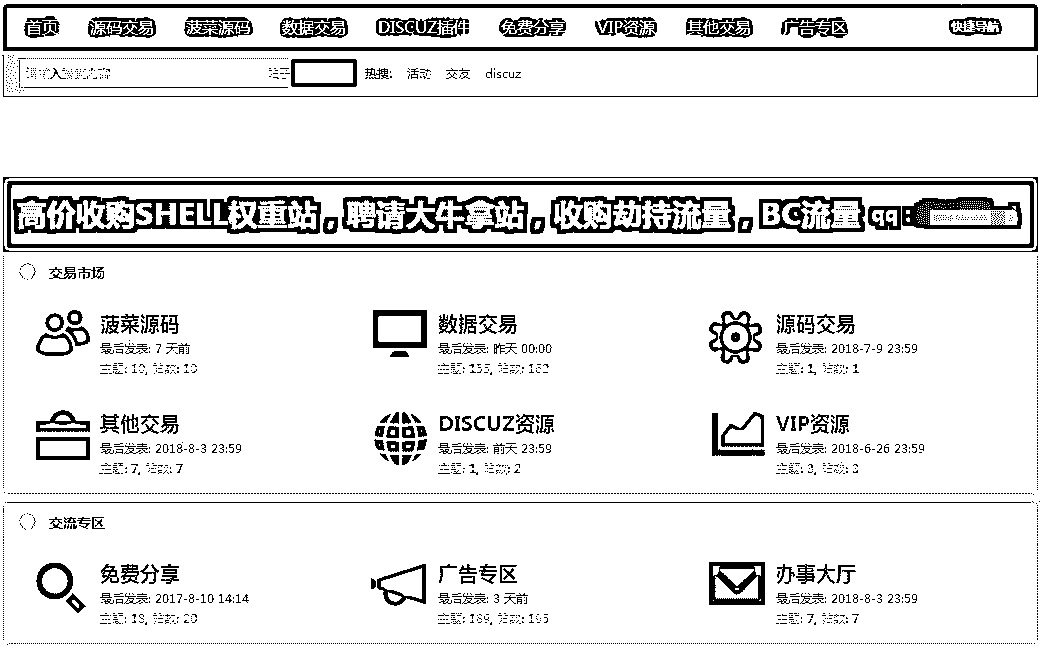 首页 源码交易 菠菜源码 数据交易 DISCUZ插件 免费分享 VIP资源 其他交易 广告专区 快捷导航
请输入搜索内容 帖子 热搜: 活动 交友 discuz
高价收购SHELL权重站，聘请大牛拿站，收购劫持流量，BC流量 qq:
交易市场
菠菜源码 数据交易 源码交易
最后发表: 7 天前 最后发表: 昨天 00:00 最后发表: 2018-7-9 23:59
主题: 10, 帖数: 10 主题: 155, 帖数: 162 主题: 1, 帖数: 1
其他交易 DISCUZ资源 VIP资源
最后发表: 2018-8-3 23:59 最后发表: 前天 23:59 最后发表: 2018-6-26 23:59
主题: 7, 帖数: 7 主题: 1, 帖数: 2 主题: 2, 帖数: 2
交流专区
免费分享 广告专区 办事大厅
最后发表: 2017-8-10 14:14 最后发表: 3 天前 最后发表: 2018-8-3 23:59
主题: 18, 帖数: 20 主题: 189, 帖数: 195 主题: 7, 帖数: 7